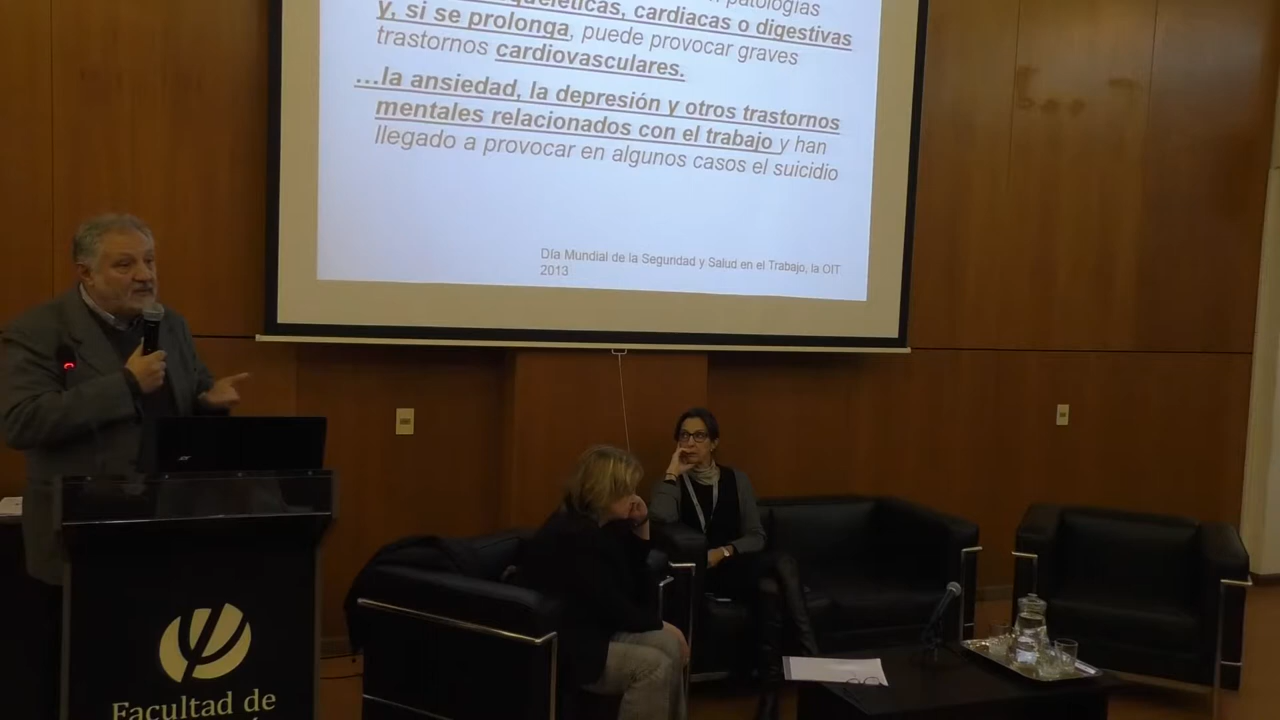 patologías
cardiacas o digestivas
y, si se prolonga, puede provocar graves
trastornos cardiovasculares.
...la ansiedad, la depresión y otros trastornos
mentales relacionados con el trabajo y han
llegado a provocar en algunos casos el suicidio
Día Mundial de la Seguridad y Salud en el Trabajo, la OIT
2013
Facultad de